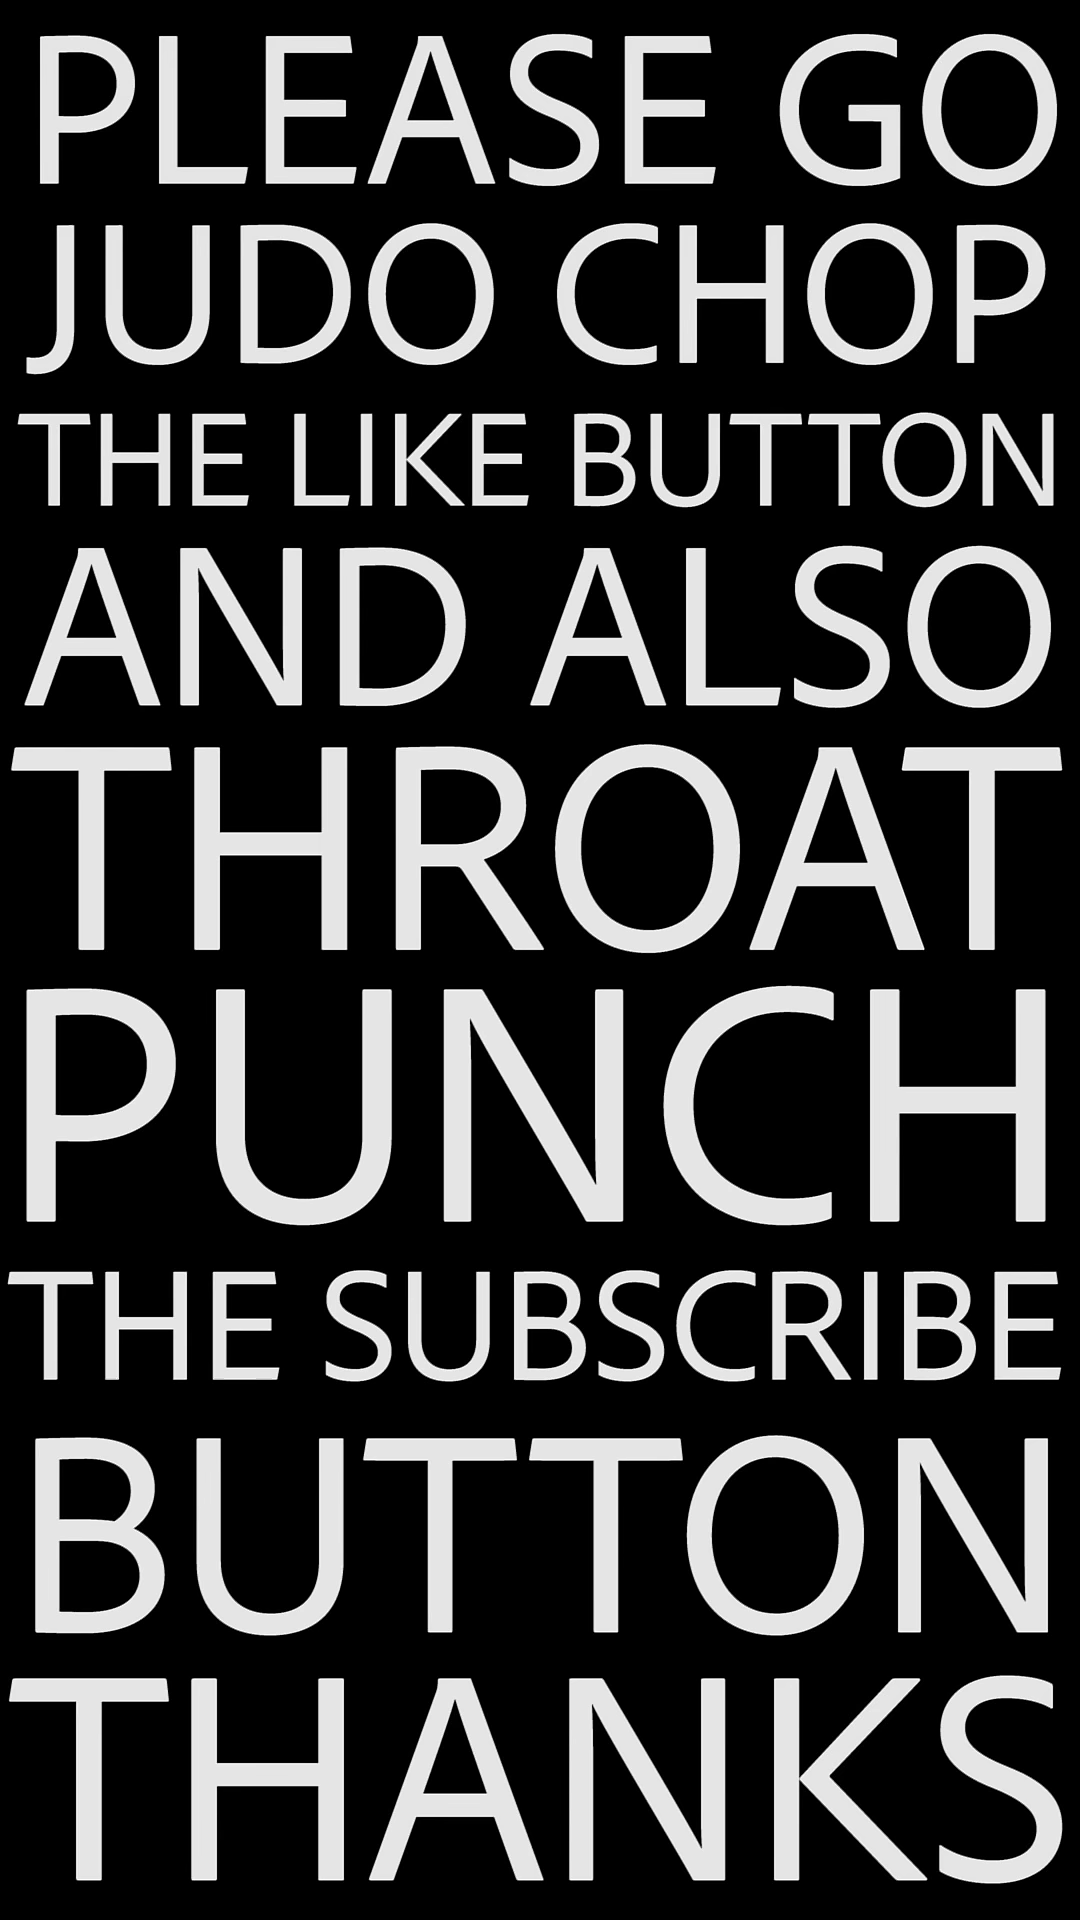 PLEASE GO
JUDO CHOP
THE LIKE BUTTON
AND ALSO
THROAT
PUNCH
THE SUBSCRIBE
BUTTON
THANKS